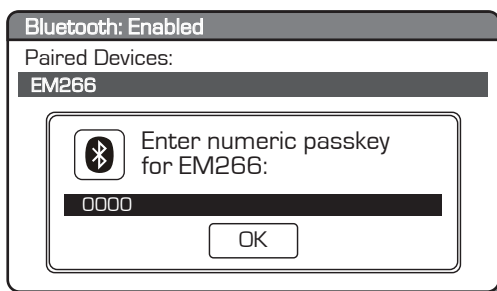 Bluetooth: Enabled
Paired Devices:
EM266
Enter numeric passkey
for EM266:
0000
OK